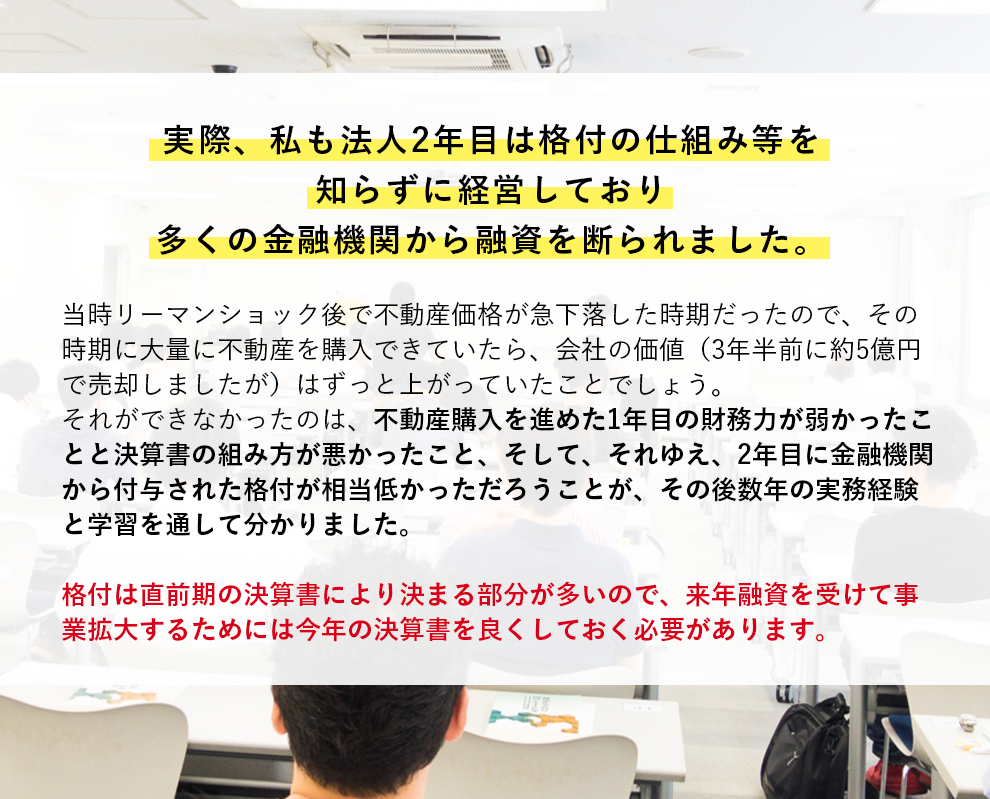 実際、私も法人2年目は格付の仕組み等を
知らずに経営しており
多くの金融機関から融資を断られました。
当時リーマンショック後で不動産価格が急下落した時期だったので、その
時期に大量に不動産を購入できていたら、会社の価値（3年半前に約5億円
で売却しましたが）はずっと上がっていたことでしょう。
それができなかったのは、不動産購入を進めた1年目の財務力が弱かったこ
とと決算書の組み方が悪かったこと、そして、それゆえ、2年目に金融機関
から付与された格付が相当低かっただろうことが、その後数年の実務経験
と学習を通して分かりました。
格付は直前期の決算書により決まる部分が多いので、来年融資を受けて事
業拡大するためには今年の決算書を良くしておく必要があります。